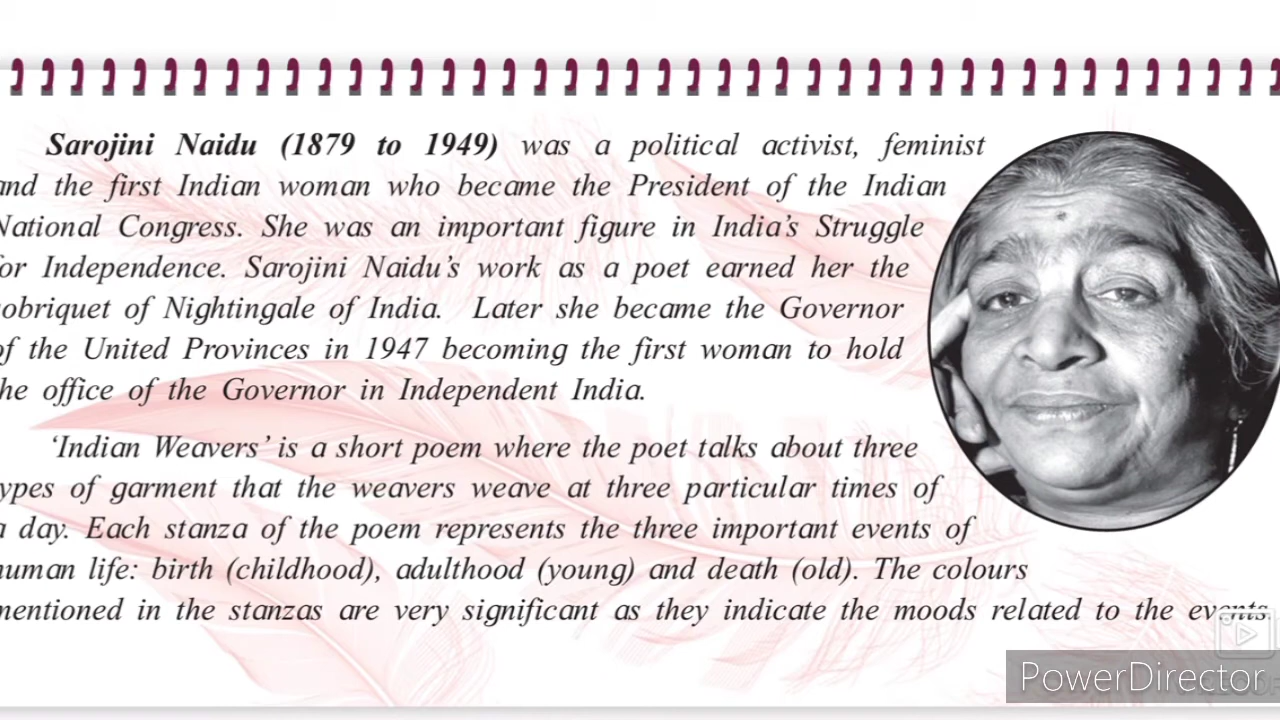 Sarojini Naidu (1879 to 1949) was a political activist, feminist
and the first Indian woman who became the President of the Indian
National Congress. She was an important figure in India's Struggle
for Independence. Sarojini Naidu's work as a poet earned her the
sobriquet of Nightingale of India. Later she became the Governor
of the United Provinces in 1947 becoming the first woman to hold
the office of the Governor in Independent India.
'Indian Weavers' is a short poem where the poet talks about three
types of garment that the weavers weave at three particular times of
a day. Each stanza of the poem represents the three important events of
human life: birth (childhood), adulthood (young) and death (old). The colours
mentioned in the stanzas are very significant as they indicate the moods related to the events.
PowerDirector